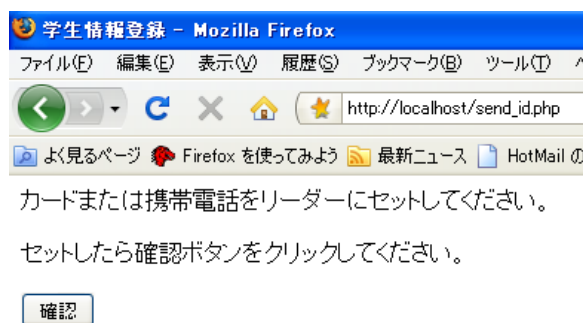 学生情報登録 - Mozilla Firefox
ファイル(F) 編集(E) 表示(V) 履歴(S) ブックマーク(B) ツール(T)
http://localhost/send_id.php
よく見るページ Firefox を使ってみよう 最新ニュース HotMail の
カードまたは携帯電話をリーダーにセットしてください。
セットしたら確認ボタンをクリックしてください。
確認